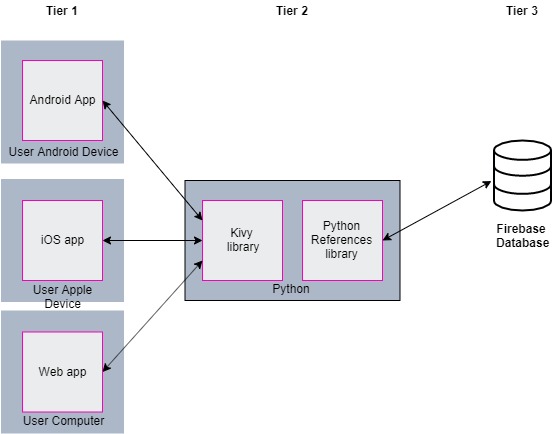 Tier 1
Tier 2
Tier 3
Android App
User Android Device
iOS app
User Apple
Device
Web app
User Computer
Kivy
library
Python
References
library
Python
Firebase
Database